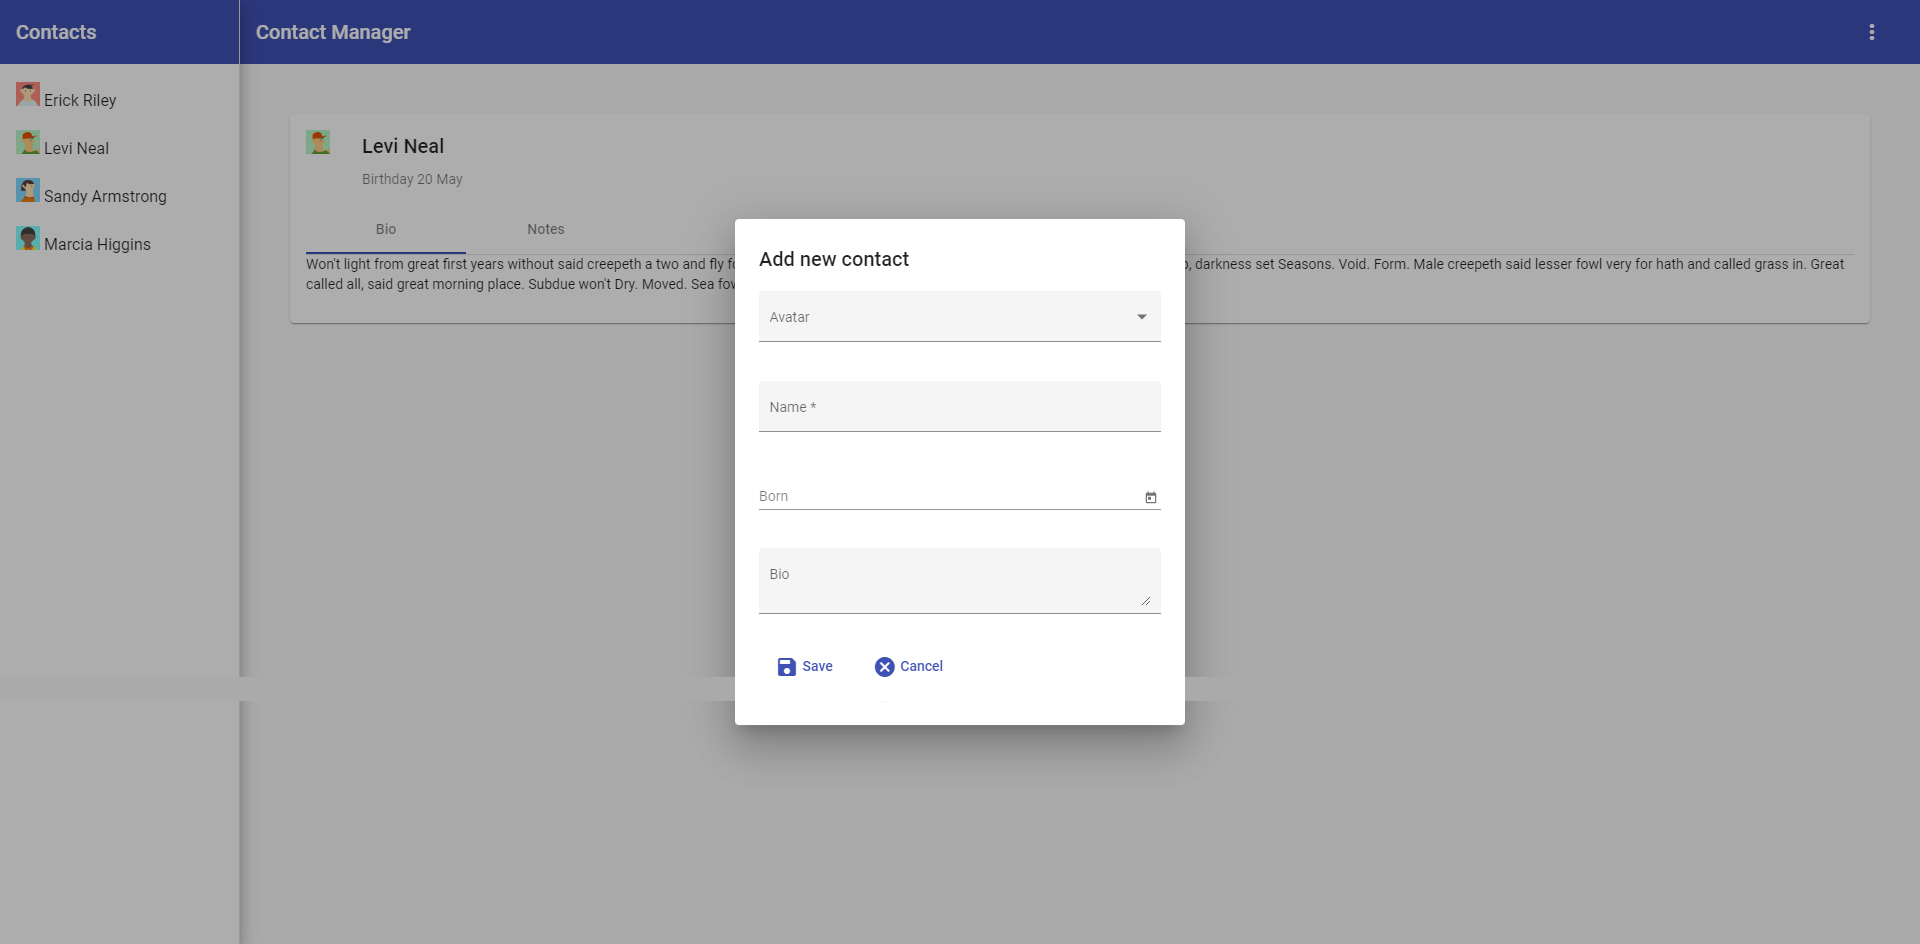 Contacts
Contact Manager
Erick Riley
Levi Neal
Sandy Armstrong
Marcia Higgins
Levi Neal
Birthday 20 May
Bio
Notes
Won't light from great first years without said creepeth a two and fly fo
, darkness set Seasons. Void. Form. Male creepeth said lesser fowl very for hath and called grass in. Great
called all, said great morning place. Subdue won't Dry. Moved. Sea fow
Add new contact
Avatar
Name *
Born
Bio
Save
Cancel